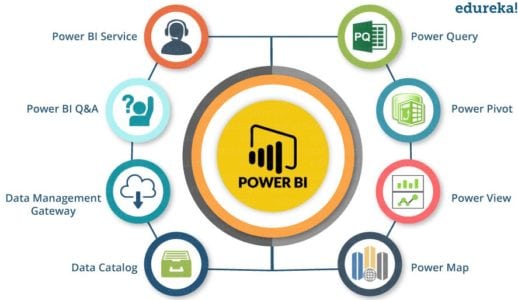 edureka!
Power BI Service
Power Query
PQ
Power BI Q&A
Power Pivot
POWER BI
Data Management
Gateway
Power View
Data Catalog
Power Map